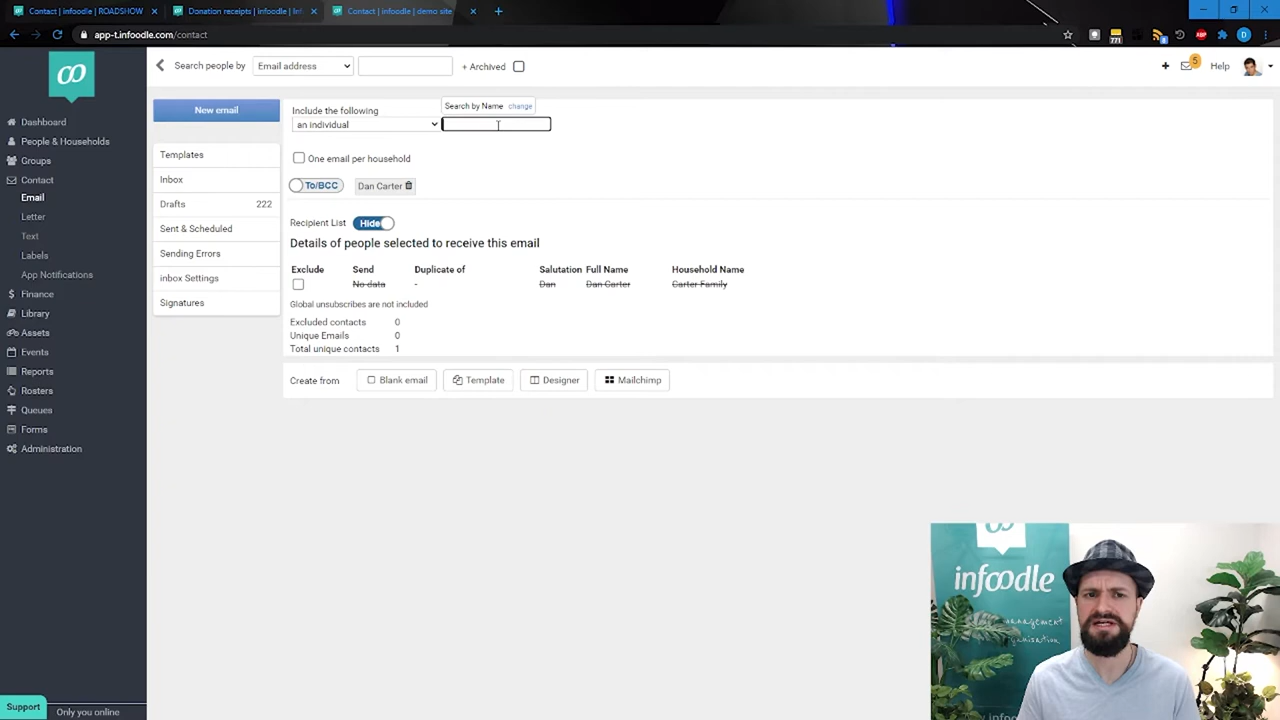 Contact | infoodle | ROADSHOW
Donation receipts | infoodle | Inf
Contact | infoodle | demo site
app-t.infoodle.com/contact
771
8
D
Search people by Email address + Archived
5
Help
New email
Templates
Inbox
Drafts 222
Sent & Scheduled
Sending Errors
inbox Settings
Signatures
Dashboard
People & Households
Groups
Contact
Email
Letter
Text
Labels
App Notifications
Finance
Library
Assets
Events
Reports
Rosters
Queues
Forms
Administration
Support
Only you online
Include the following
Search by Name change
an individual
One email per household
To/BCC Dan Carter
Recipient List Hide
Details of people selected to receive this email
Exclude Send Duplicate of Salutation Full Name Household Name
No data - Dan Dan Carter Carter Family
Global unsubscribes are not included
Excluded contacts 0
Unique Emails 0
Total unique contacts 1
Create from Blank email Template Designer Mailchimp
infoodle
management